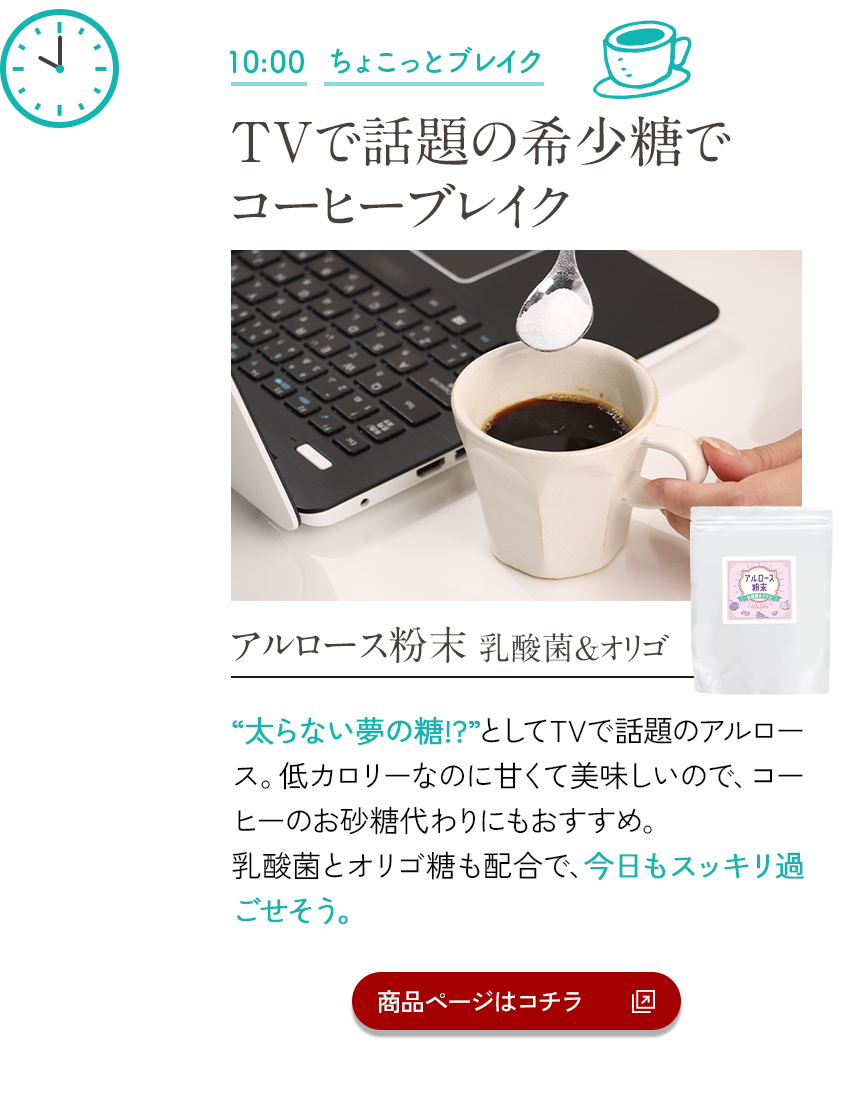 10:00 ちょこっとブレイク
TVで話題の希少糖で
コーヒーブレイク
アルロース
粉末
アルロース粉末 乳酸菌&オリゴ
“太らない夢の糖!?”としてTVで話題のアルロー
ス。低カロリーなのに甘くて美味しいので、コー
ヒーのお砂糖代わりにもおすすめ。
乳酸菌とオリゴ糖も配合で、今日もスッキリ過
ごせそう。
商品ページはコチラ